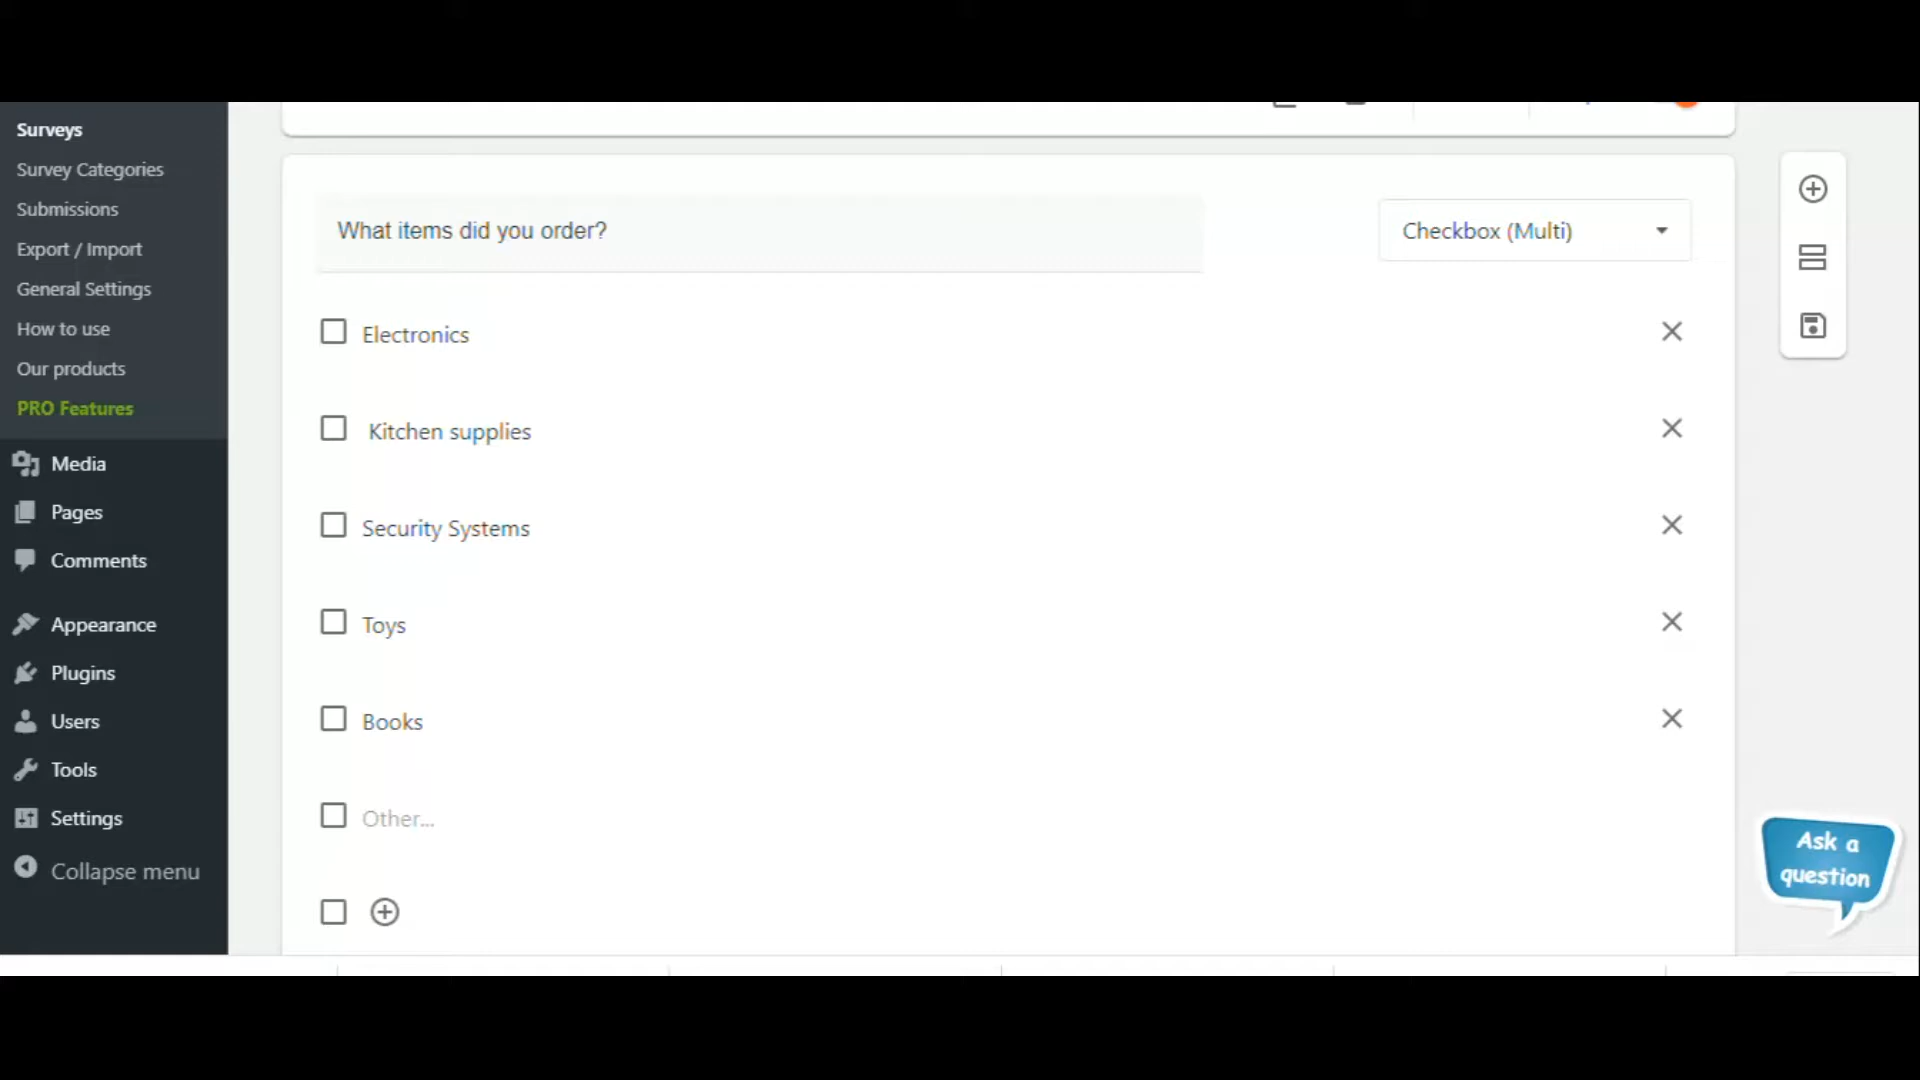 Surveys
Survey Categories
Submissions
Export / Import
General Settings
How to use
Our products
PRO Features
Media
Pages
Comments
Appearance
Plugins
Users
Tools
Settings
Collapse menu
What items did you order?
Checkbox (Multi)
Electronics
Kitchen supplies
Security Systems
Toys
Books
Other...
Ask a
question